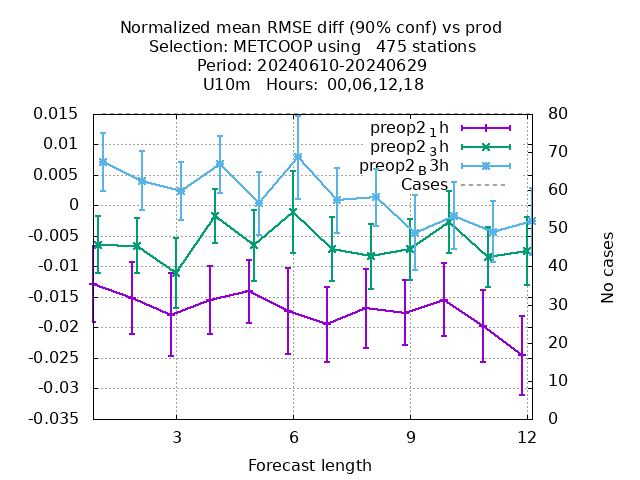 Normalized mean RMSE diff (90% conf) vs prod
Selection: METCOOP using   475 stations
Period: 20240610-20240629
U10m   Hours:  00,06,12,18
0.015
0.01
0.005
0
-0.005
-0.01
-0.015
-0.02
-0.025
-0.03
-0.035
preop2 1h
preop2 3h
preop2 B3h
Cases
80
70
60
50
40
30
20
10
0
No cases
3 6 9 12
Forecast length